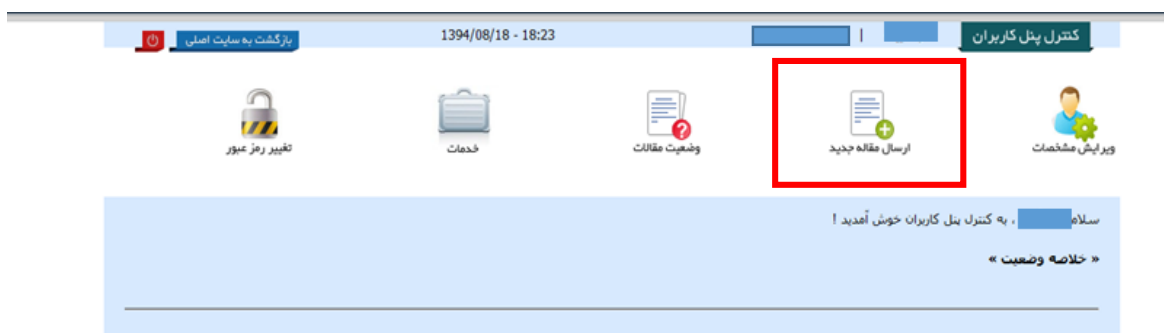 کنترل پنل کاربران | 1394/08/18 - 18:23 بازگشت به سایت اصلی
ویرایش مشخصات ارسال مقاله جدید وضعیت مقالات خدمات تغییر رمز عبور
سلام ، به کنترل پنل کاربران خوش آمدید !
« خلاصه وضعیت »